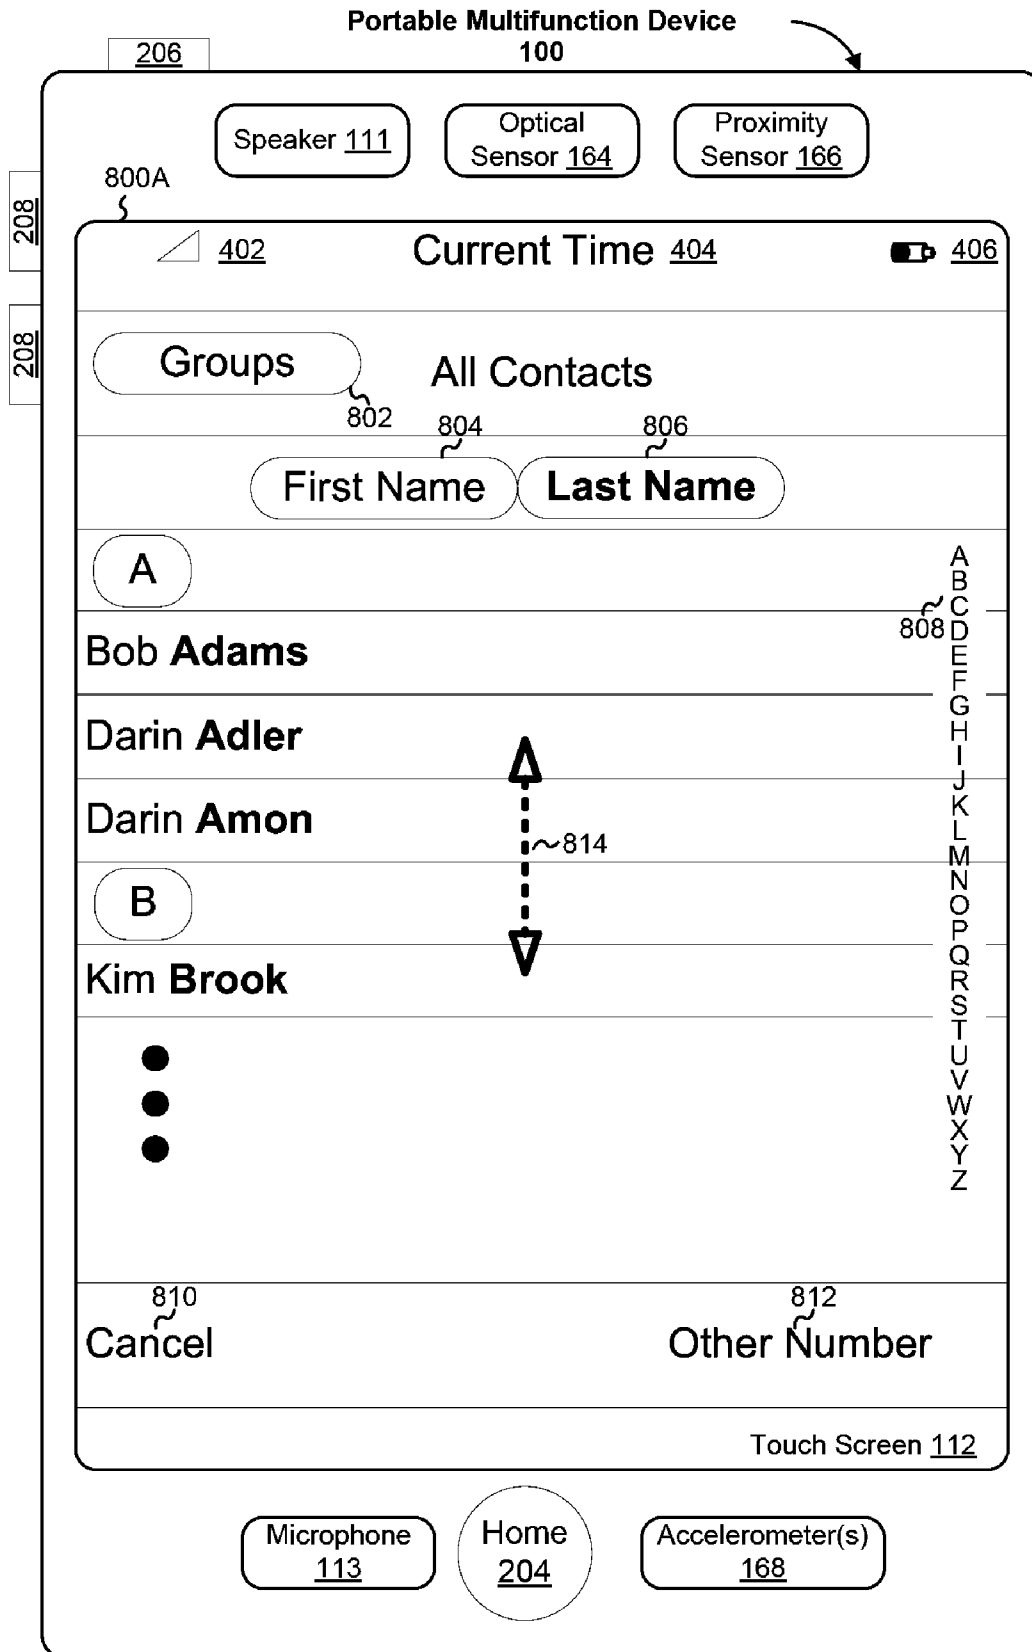 Portable Multifunction Device
100
206
Speaker 111
Optical
Sensor 164
Proximity
Sensor 166
800A
208
208
402
Current Time 404
406
Groups
802
All Contacts
804
806
First Name
Last Name
A
Bob Adams
Darin Adler
Darin Amon
814
B
Kim Brook
808
A
B
C
D
E
F
G
H
I
J
K
L
M
N
O
P
Q
R
S
T
U
V
W
X
Y
Z
810
Cancel
812
Other Number
Touch Screen 112
Microphone
113
Home
204
Accelerometer(s)
168